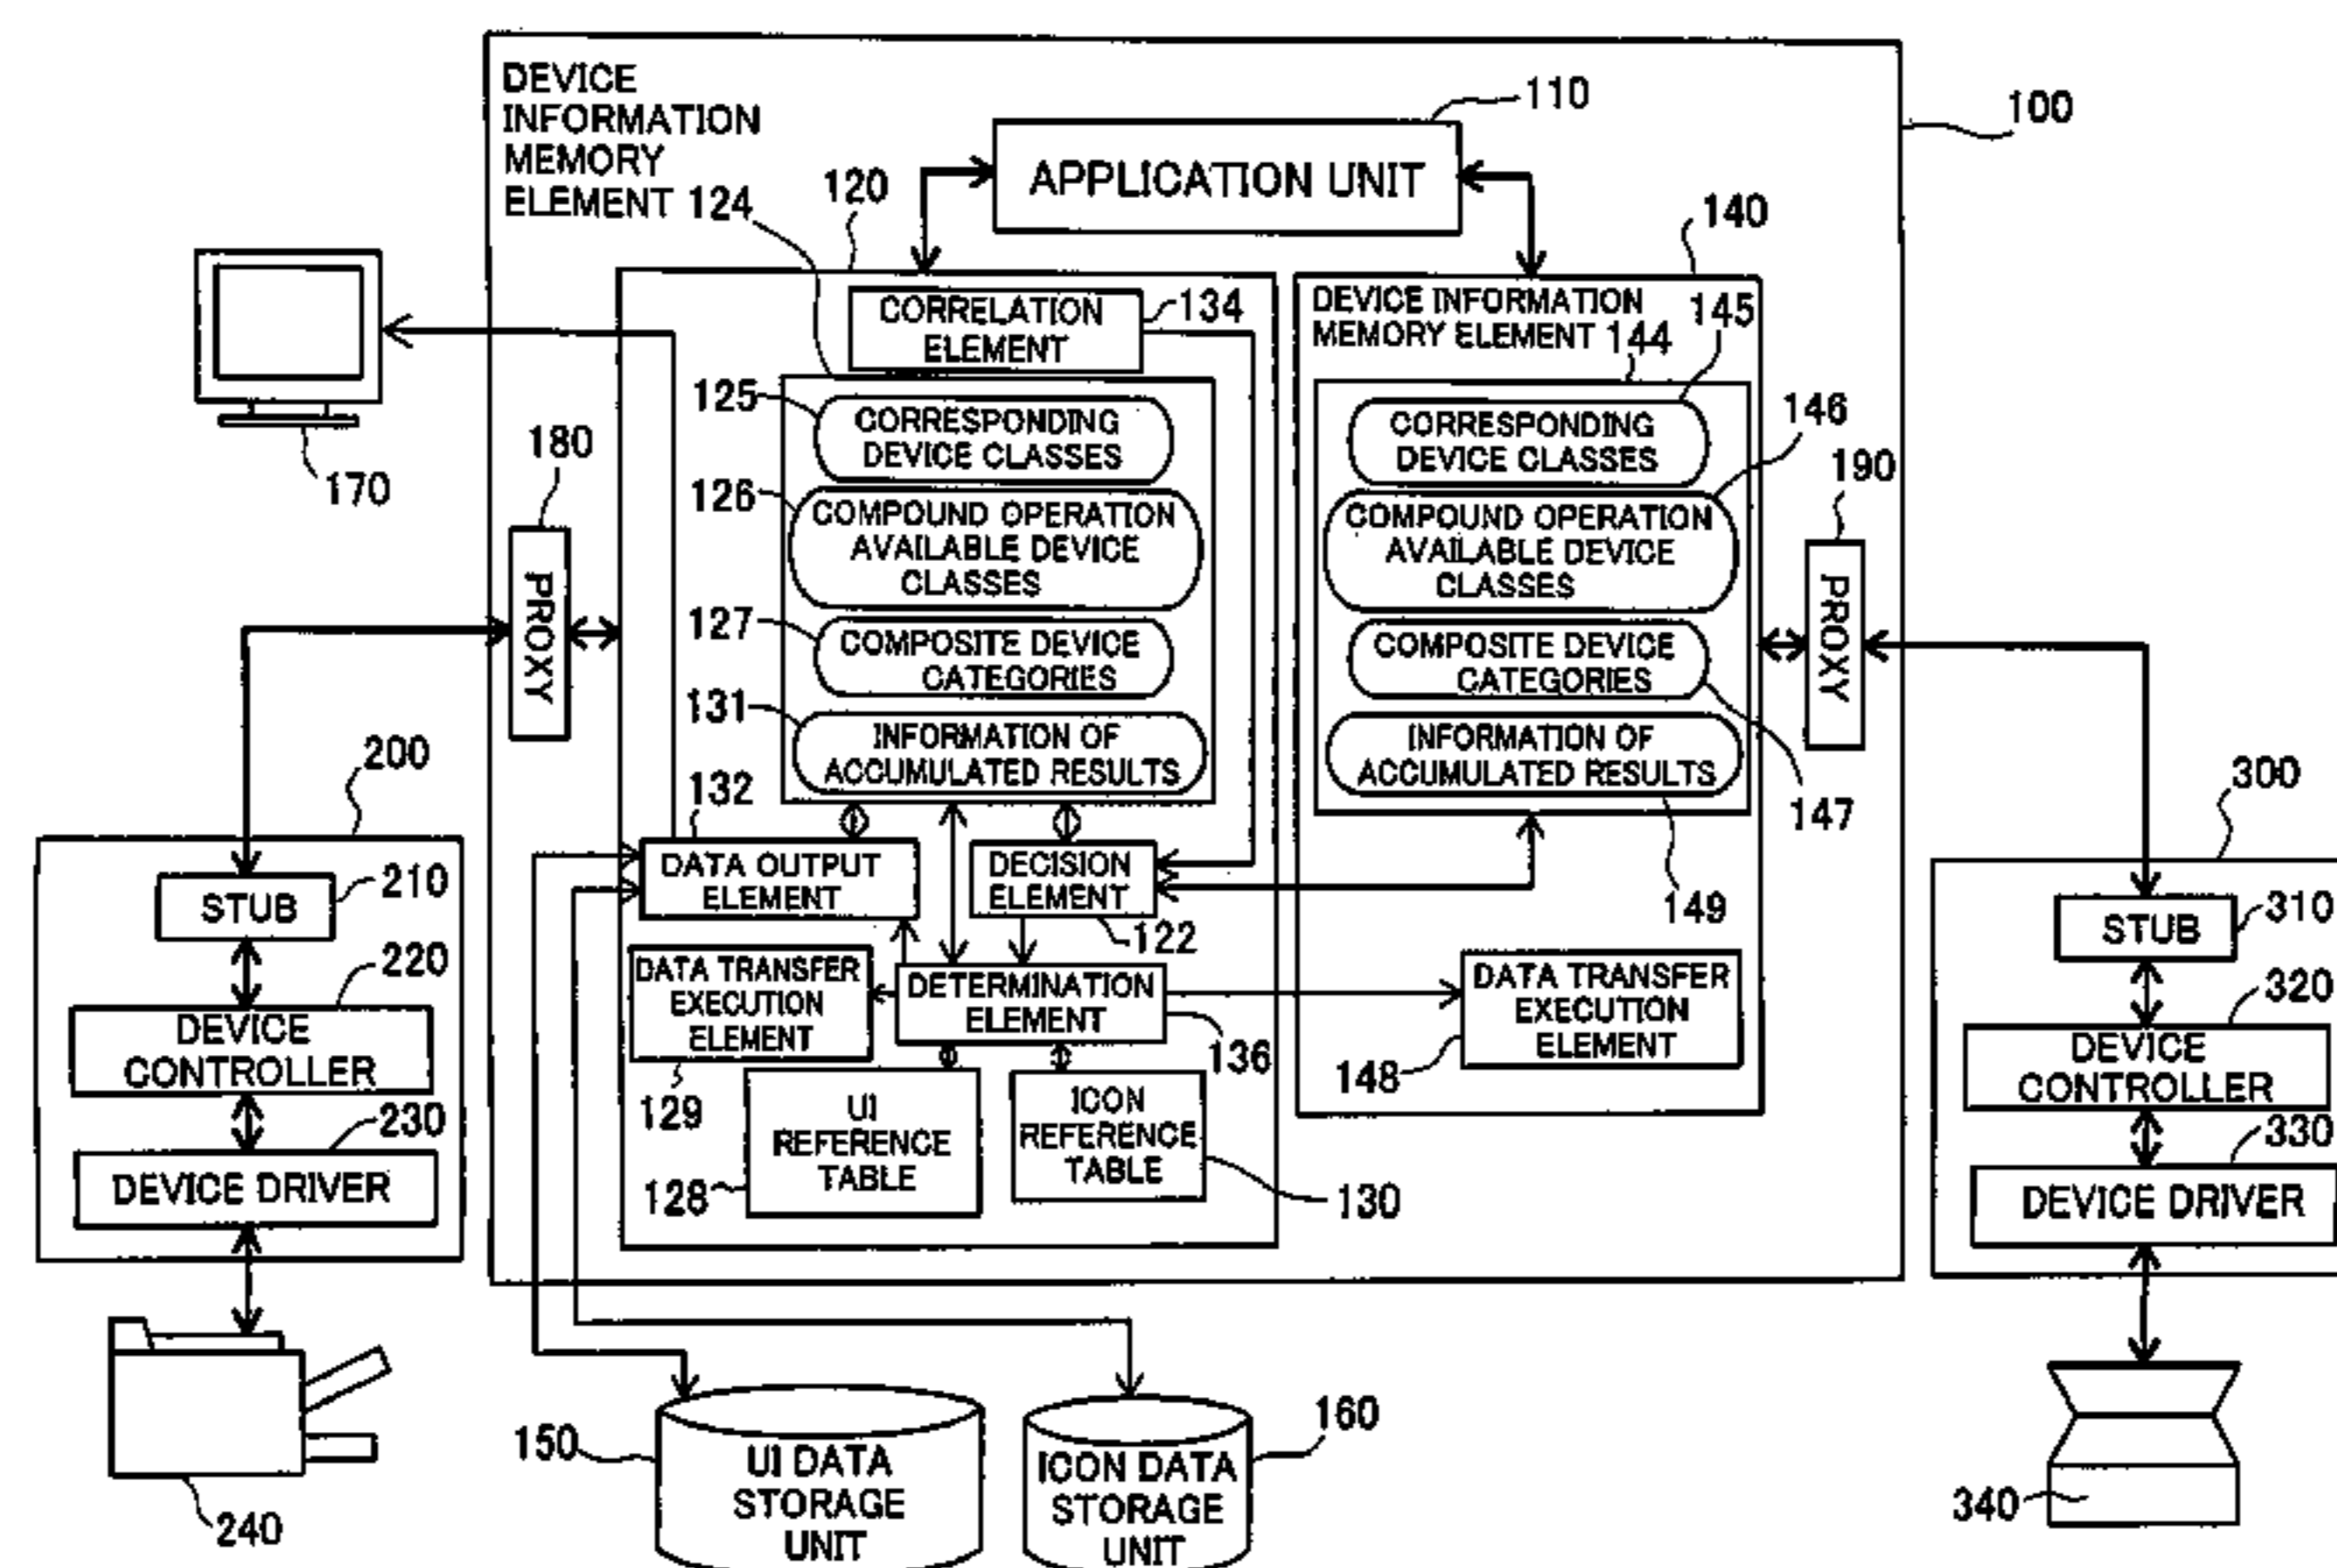 DEVICE
INFORMATION
MEMORY
ELEMENT 124
120
110
100
APPLICATION UNIT
140
CORRELATION
ELEMENT
134
DEVICE INFORMATION
MEMORY ELEMENT 144
145
125
CORRESPONDING
DEVICE CLASSES
126
COMPOUND OPERATION
AVAILABLE DEVICE
CLASSES
127
COMPOSITE DEVICE
CATEGORIES
131
INFORMATION OF
ACCUMULATED RESULTS
CORRESPONDING
DEVICE CLASSES
146
COMPOUND OPERATION
AVAILABLE DEVICE
CLASSES
COMPOSITE DEVICE
CATEGORIES
147
INFORMATION OF
ACCUMULATED RESULTS
149
170
180
PROXY
190
PROXY
132
DATA OUTPUT
ELEMENT
DECISION
ELEMENT
122
DATA TRANSFER
EXECUTION
ELEMENT
129
DETERMINATION
ELEMENT
136
DATA TRANSFER
EXECUTION
ELEMENT
148
UI
REFERENCE
TABLE
128
ICON
REFERENCE
TABLE
130
200
STUB
210
220
DEVICE
CONTROLLER
230
DEVICE DRIVER
240
300
STUB
310
320
DEVICE
CONTROLLER
330
DEVICE DRIVER
340
150
UI DATA
STORAGE
UNIT
160
ICON DATA
STORAGE
UNIT